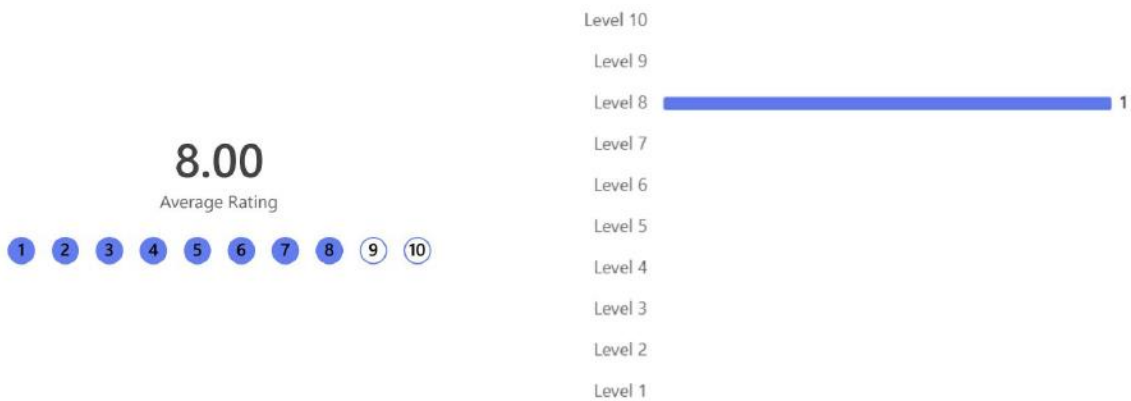 8.00
Average Rating
1 2 3 4 5 6 7 8 9 10
Level 10
Level 9
Level 8 1
Level 7
Level 6
Level 5
Level 4
Level 3
Level 2
Level 1